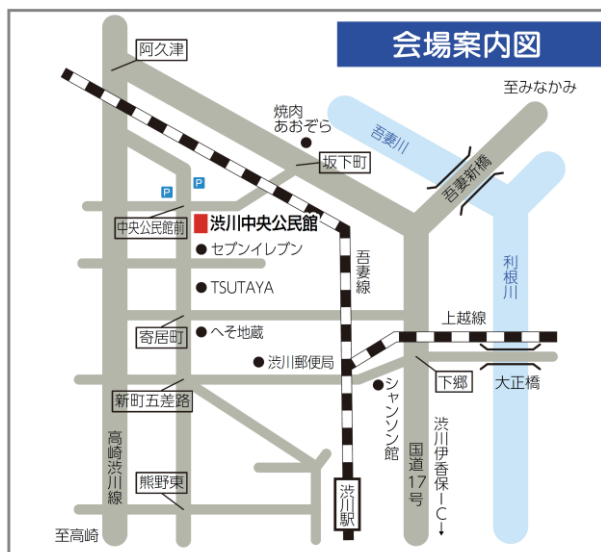 会場案内図
阿久津
至みなかみ
焼肉
あおぞら
吾妻川
坂下町
吾妻新橋
P
P
中央公民館前
渋川中央公民館
セブンイレブン
吾妻線
利根川
TSUTAYA
上越線
寄居町
へそ地蔵
渋川郵便局
新町五差路
シャンソン館
下郷
大正橋
高崎渋川線
国道17号
渋川伊香保IC↓
熊野東
渋川駅
至高崎